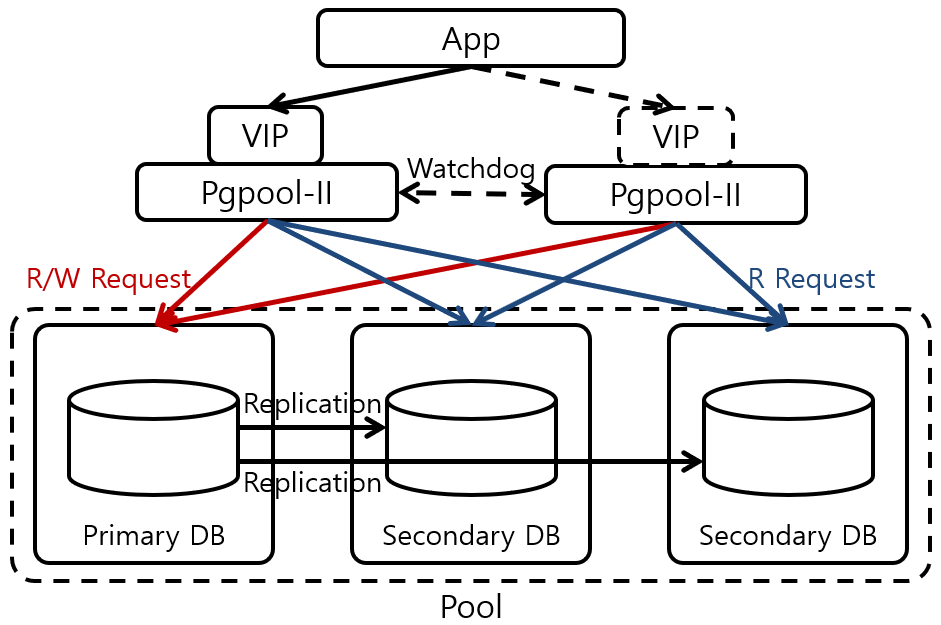 App
VIP
VIP
Watchdog
Pgpool-II
Pgpool-II
R/W Request
R Request
Replication
Replication
Primary DB
Secondary DB
Secondary DB
Pool